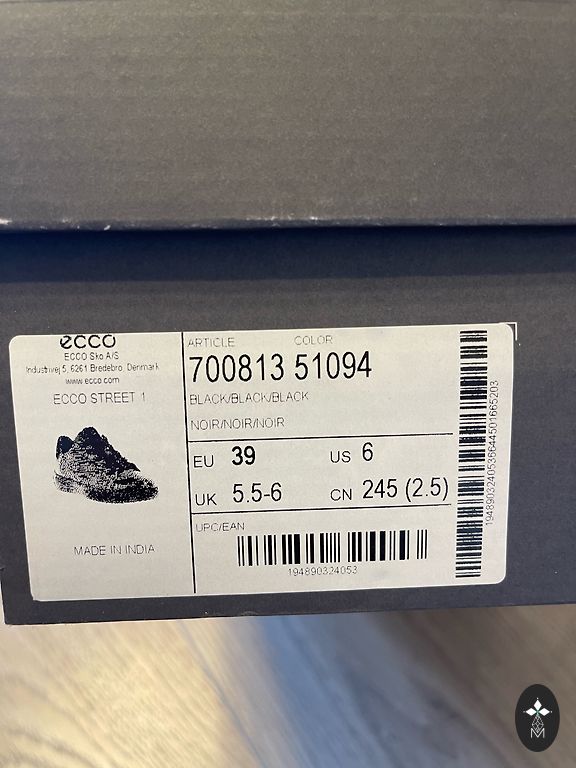 ecco
ECCO Sko A/S
Industrivej 5, 6261 Bredebro, Denmark
www.ecco.com
ECCO STREET 1
MADE IN INDIA
ARTICLE COLOR
700813 51094
BLACK/BLACK/BLACK
NOIR/NOIR/NOIR
EU 39 US 6
UK 5.5-6 CN 245 (2.5)
UPC/EAN
194890324053
1948903240536644501665203
M